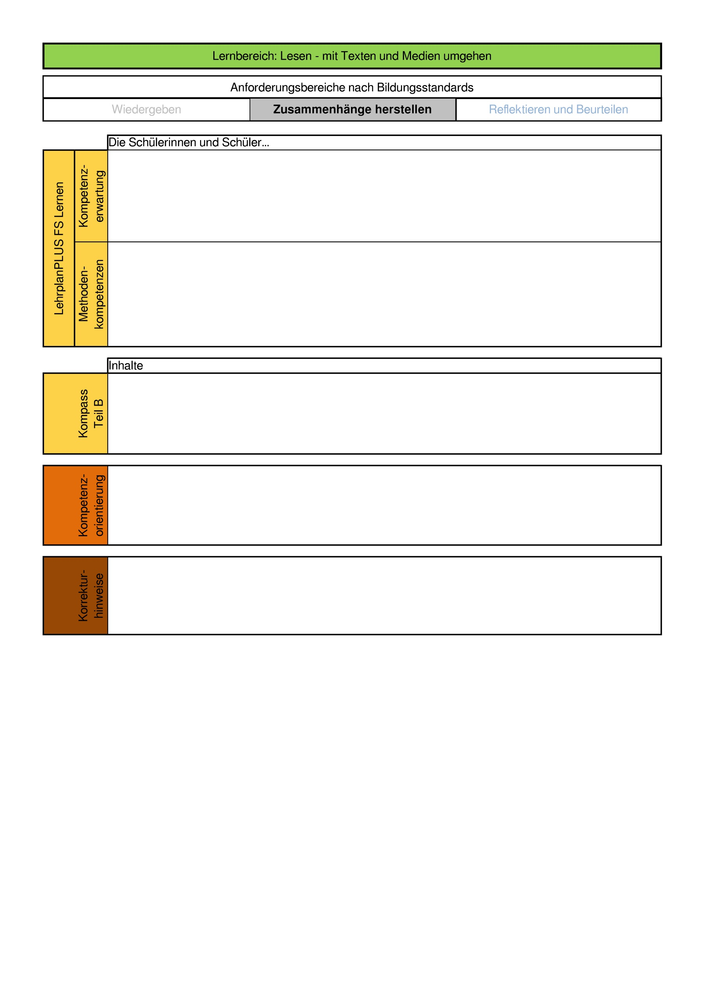 Lernbereich: Lesen - mit Texten und Medien umgehen
Anforderungsbereiche nach Bildungsstandards
Wiedergeben
Zusammenhänge herstellen
Reflektieren und Beurteilen
Die Schülerinnen und Schüler...
LehrplanPLUS FS Lernen
Kompetenz-
erwartung
Methoden-
kompetenzen
Inhalte
Kompass
Teil B
Kompetenz-
orientierung
Korrektur-
hinweise